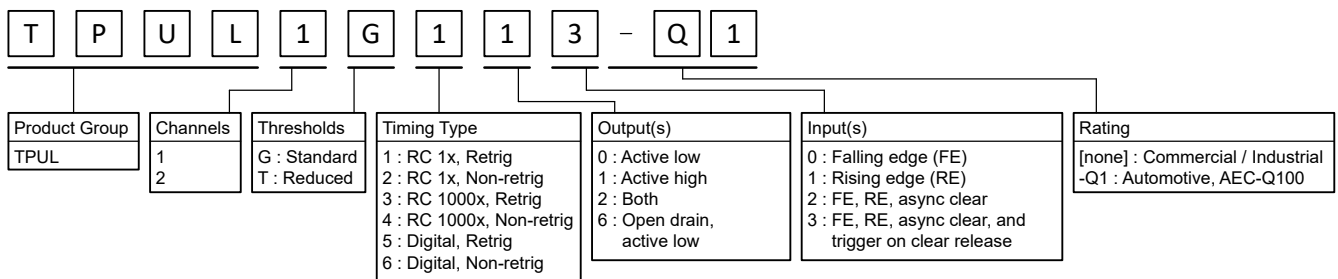 T P U L 1 G 1 1 3 – Q 1
Product Group
TPUL
Channels
1
2
Thresholds
G : Standard
T : Reduced
Timing Type
1 : RC 1x, Retrig
2 : RC 1x, Non-retrig
3 : RC 1000x, Retrig
4 : RC 1000x, Non-retrig
5 : Digital, Retrig
6 : Digital, Non-retrig
Output(s)
0 : Active low
1 : Active high
2 : Both
6 : Open drain,
active low
Input(s)
0 : Falling edge (FE)
1 : Rising edge (RE)
2 : FE, RE, async clear
3 : FE, RE, async clear, and
trigger on clear release
Rating
[none] : Commercial / Industrial
-Q1 : Automotive, AEC-Q100